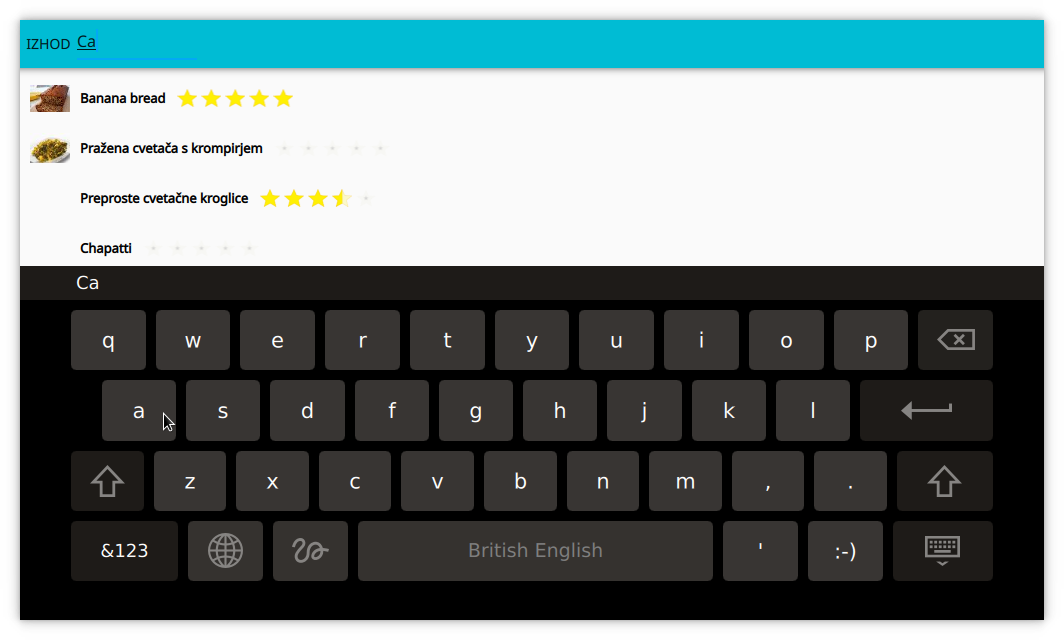 IZHOD Ca
Banana bread
Pražena cvetača s krompirjem
Preproste cvetačne kroglice
Chapatti
Ca
q w e r t y u i o p
a s d f g h j k l
z x c v b n m , .
&123 British English ' :-)